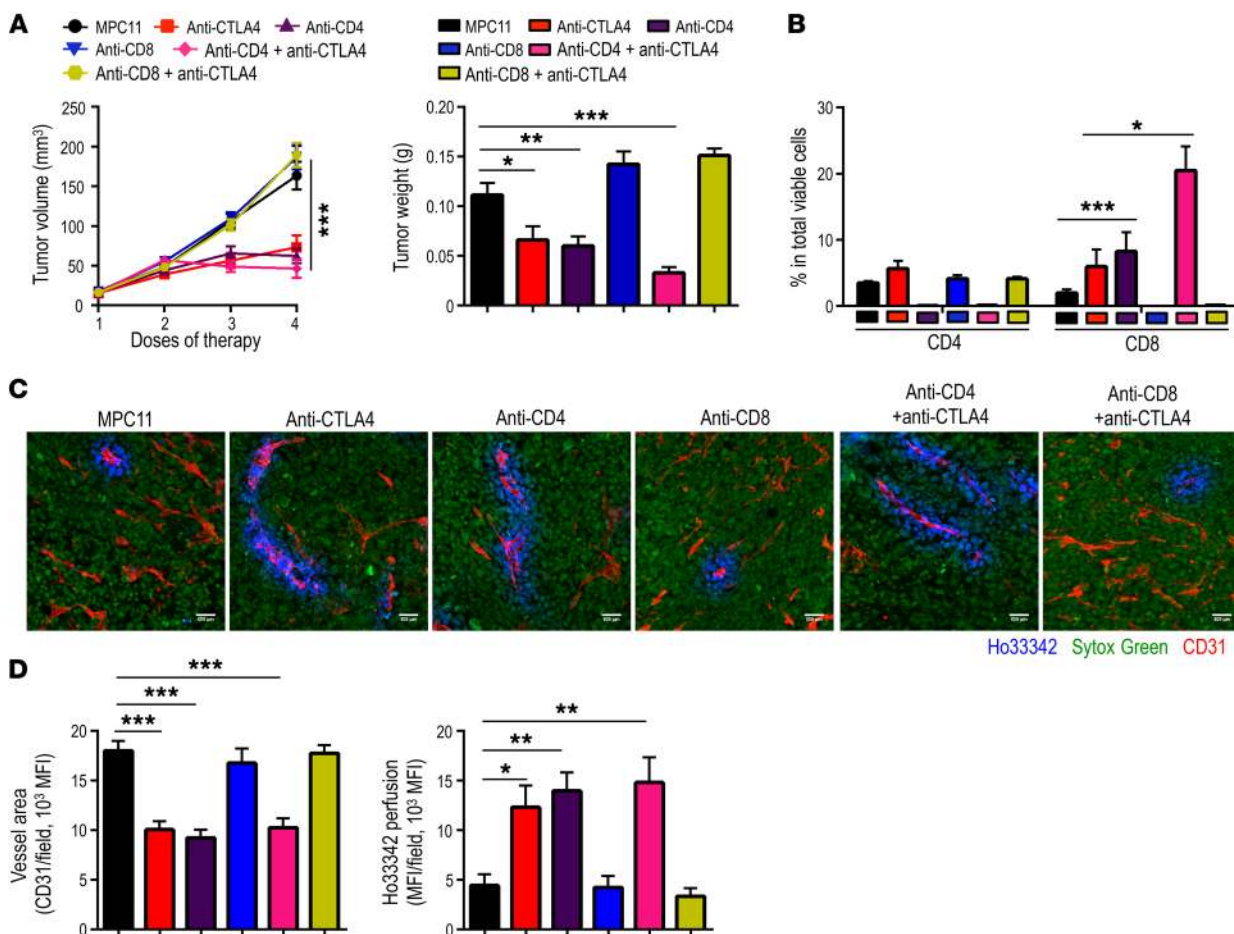 A
MPC11 Anti-CTLA4 Anti-CD4
Anti-CD8 Anti-CD4 + anti-CTLA4
Anti-CD8 + anti-CTLA4
250
200
150
100
50
0
Tumor volume (mm³)
***
1 2 3 4
Doses of therapy
MPC11 Anti-CTLA4 Anti-CD4
Anti-CD8 Anti-CD4 + anti-CTLA4
Anti-CD8 + anti-CTLA4
0.20
0.15
0.10
0.05
0.00
Tumor weight (g)
***
**
*
B
30
20
10
0
% in total viable cells
*
***
CD4 CD8
C
MPC11 Anti-CTLA4 Anti-CD4 Anti-CD8 Anti-CD4 +anti-CTLA4 Anti-CD8 +anti-CTLA4
Ho33342 Sytox Green CD31
D
***
***
***
20
15
10
5
0
Vessel area
(CD31/field, 10³ MFI)
**
**
*
20
15
10
5
0
Ho33342 perfusion
(MFI/field, 10³ MFI)